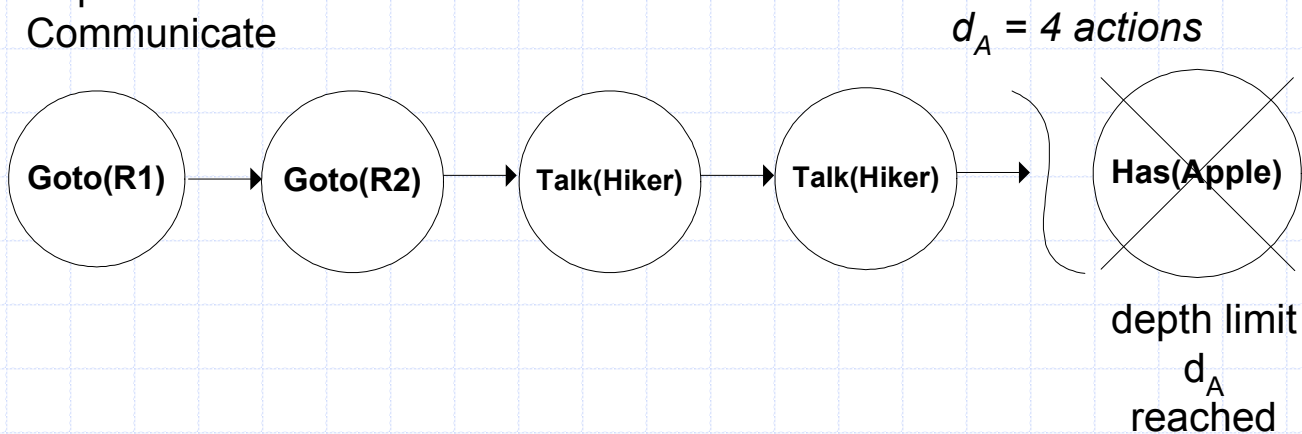 Communicate
d_A = 4 actions
Goto(R1)
Goto(R2)
Talk(Hiker)
Talk(Hiker)
Has(Apple)
depth limit
d_A
reached